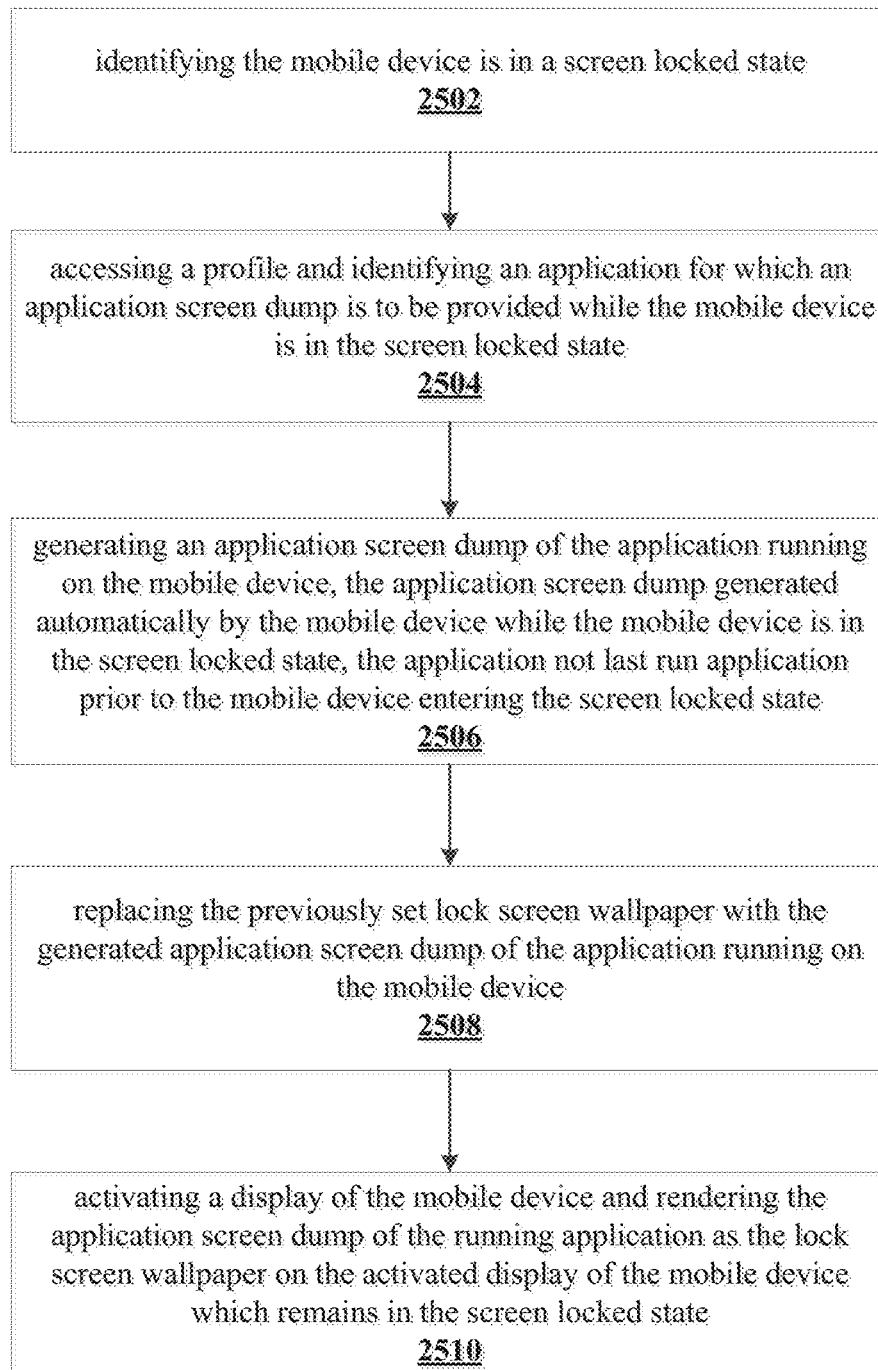 identifying the mobile device is in a screen locked state
2502
accessing a profile and identifying an application for which an
application screen dump is to be provided while the mobile device
is in the screen locked state
2504
generating an application screen dump of the application running
on the mobile device, the application screen dump generated
automatically by the mobile device while the mobile device is in
the screen locked state, the application not last run application
prior to the mobile device entering the screen locked state
2506
replacing the previously set lock screen wallpaper with the
generated application screen dump of the application running on
the mobile device
2508
activating a display of the mobile device and rendering the
application screen dump of the running application as the lock
screen wallpaper on the activated display of the mobile device
which remains in the screen locked state
2510